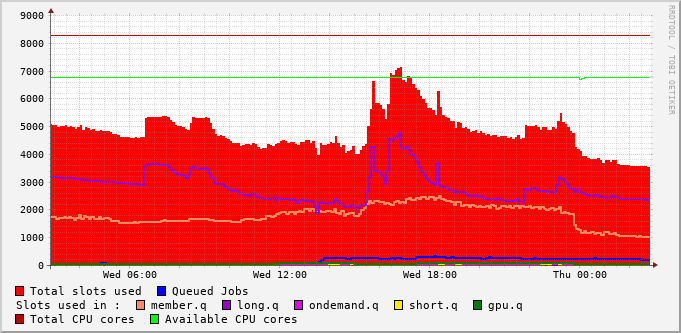 RRDTOOL / TOBI OETIKER
9000
8000
7000
6000
5000
4000
3000
2000
1000
0
Wed 06:00 Wed 12:00 Wed 18:00 Thu 00:00
Total slots used Queued Jobs
Slots used in : member.q long.q ondemand.q short.q gpu.q
Total CPU cores Available CPU cores